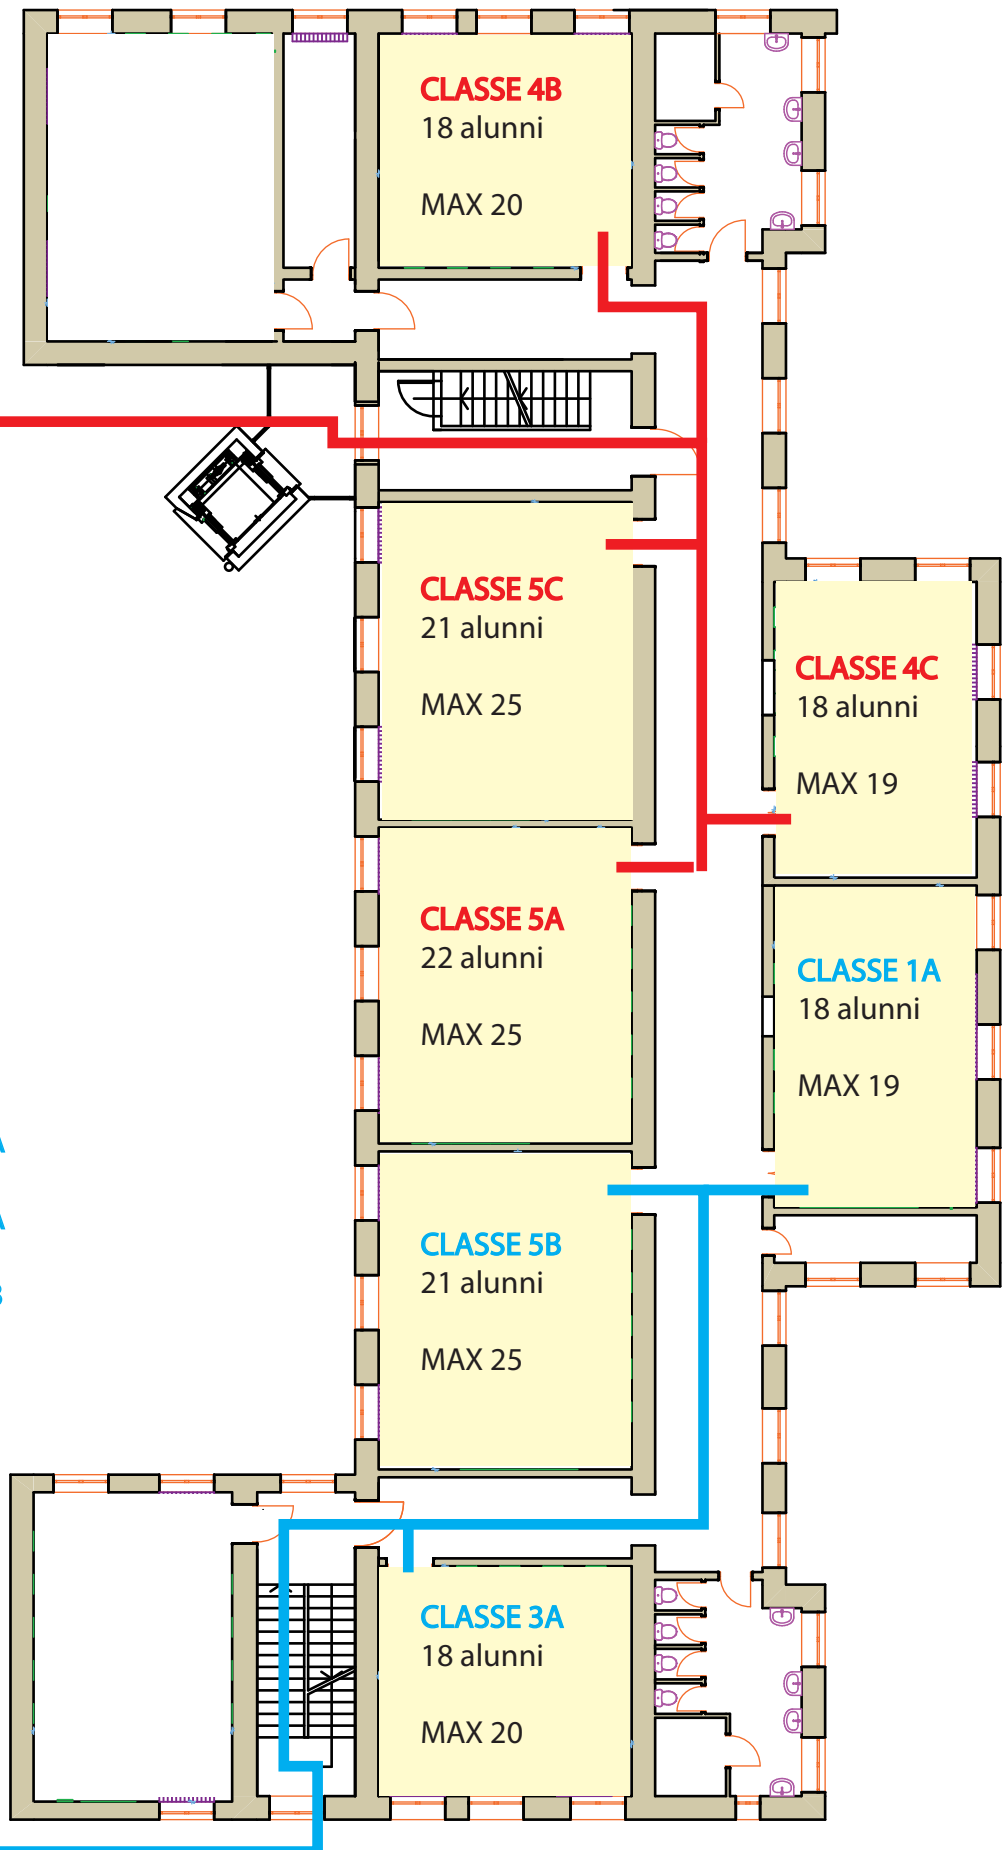 CLASSE 4B
18 alunni
MAX 20
CLASSE 5C
21 alunni
MAX 25
CLASSE 4C
18 alunni
MAX 19
CLASSE 5A
22 alunni
MAX 25
CLASSE 1A
18 alunni
MAX 19
A
A
B
CLASSE 5B
21 alunni
MAX 25
CLASSE 3A
18 alunni
MAX 20